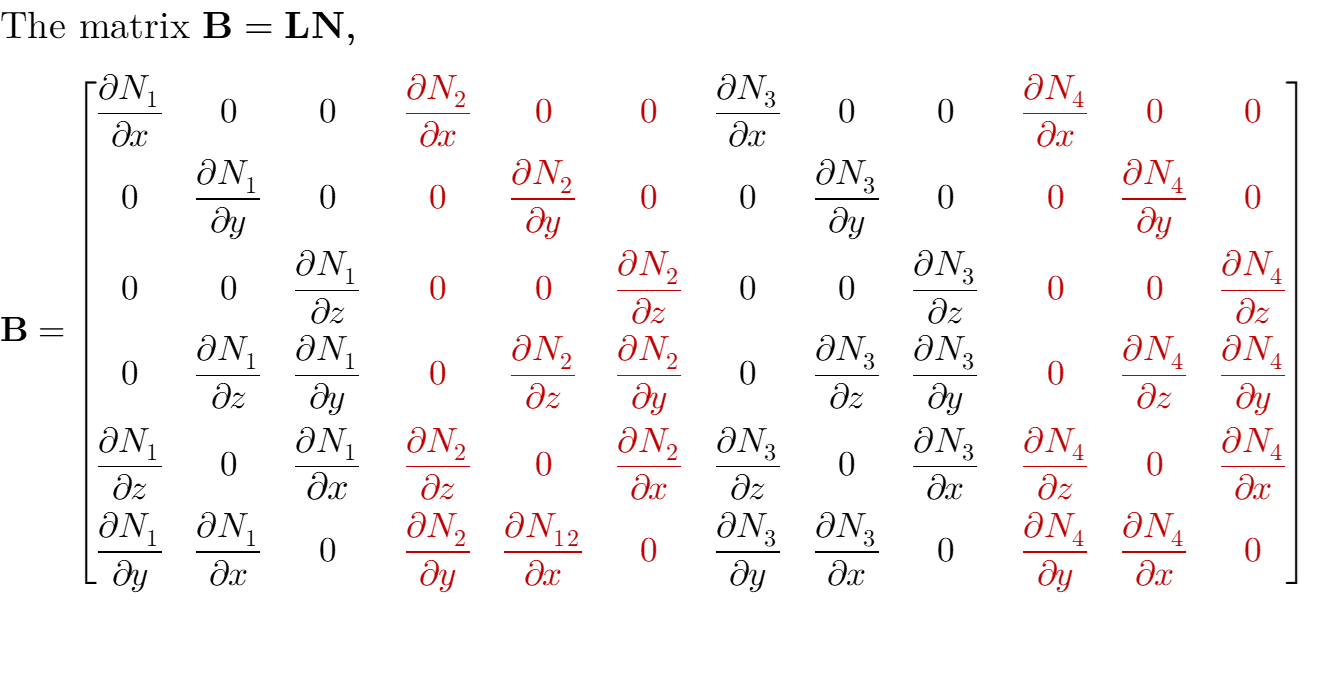 The matrix B = LN,
B =
∂N₁/∂x 0 0 ∂N₂/∂x 0 0 ∂N₃/∂x 0 0 ∂N₄/∂x 0 0
0 ∂N₁/∂y 0 0 ∂N₂/∂y 0 0 ∂N₃/∂y 0 0 ∂N₄/∂y 0
0 0 ∂N₁/∂z 0 0 ∂N₂/∂z 0 0 ∂N₃/∂z 0 0 ∂N₄/∂z
0 ∂N₁/∂z ∂N₁/∂y 0 ∂N₂/∂z ∂N₂/∂y 0 ∂N₃/∂z ∂N₃/∂y 0 ∂N₄/∂z ∂N₄/∂y
∂N₁/∂z 0 ∂N₁/∂x ∂N₂/∂z 0 ∂N₂/∂x ∂N₃/∂z 0 ∂N₃/∂x ∂N₄/∂z 0 ∂N₄/∂x
∂N₁/∂y ∂N₁/∂x 0 ∂N₂/∂y ∂N₁₂/∂x 0 ∂N₃/∂y ∂N₃/∂x 0 ∂N₄/∂y ∂N₄/∂x 0